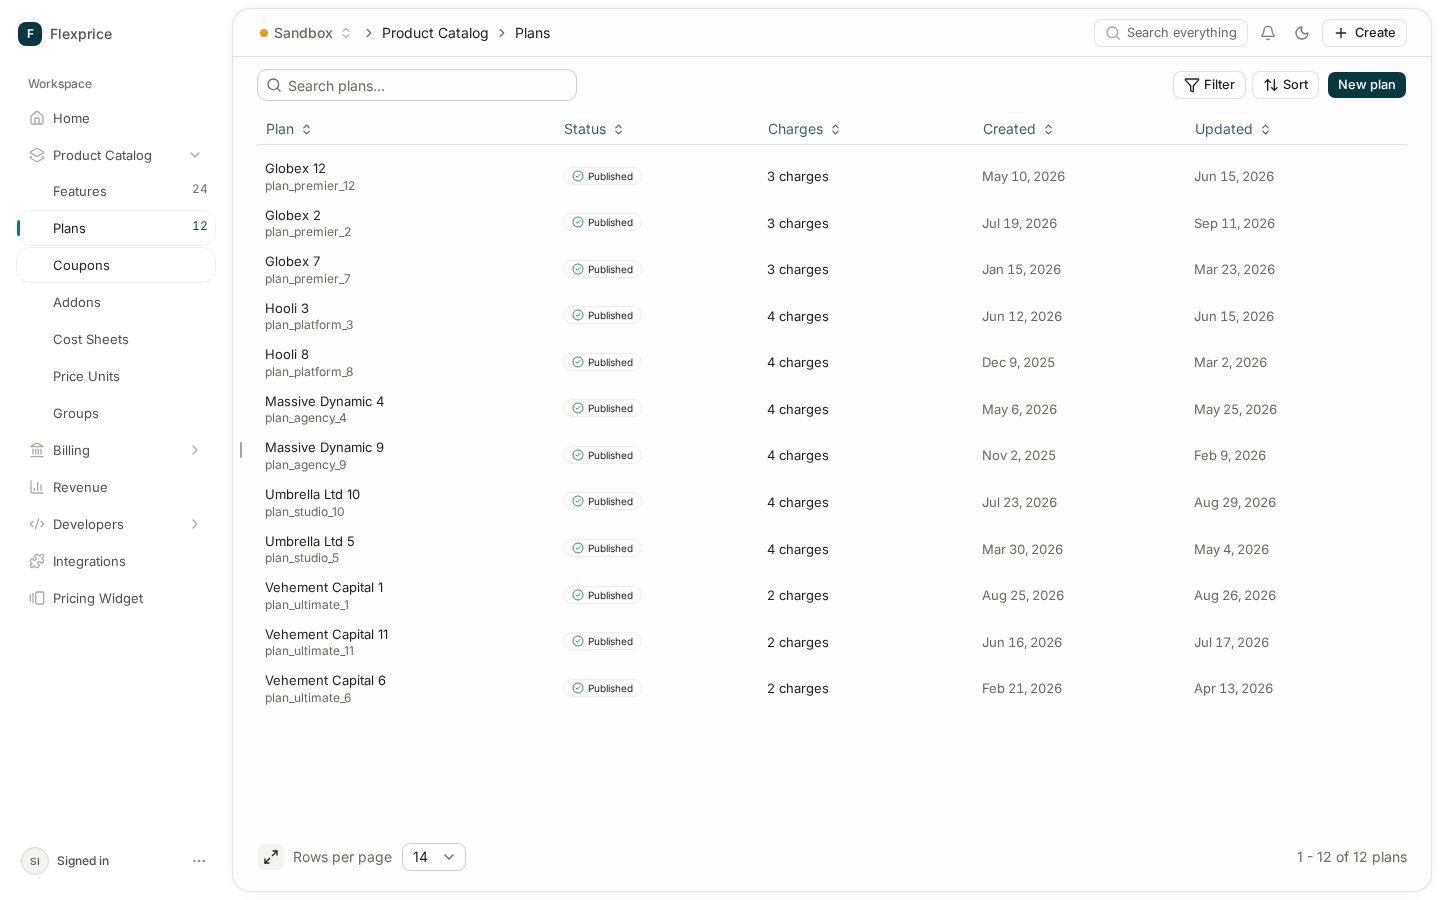 F Flexprice
Workspace
Home
Product Catalog
Features 24
Plans 12
Coupons
Addons
Cost Sheets
Price Units
Groups
Billing
Revenue
Developers
Integrations
Pricing Widget
SI Signed in
Sandbox Product Catalog Plans
Search everything
Create
Search plans...
Filter Sort New plan
Plan Status Charges Created Updated
Globex 12
plan_premier_12
Published 3 charges May 10, 2026 Jun 15, 2026
Globex 2
plan_premier_2
Published 3 charges Jul 19, 2026 Sep 11, 2026
Globex 7
plan_premier_7
Published 3 charges Jan 15, 2026 Mar 23, 2026
Hooli 3
plan_platform_3
Published 4 charges Jun 12, 2026 Jun 15, 2026
Hooli 8
plan_platform_8
Published 4 charges Dec 9, 2025 Mar 2, 2026
Massive Dynamic 4
plan_agency_4
Published 4 charges May 6, 2026 May 25, 2026
Massive Dynamic 9
plan_agency_9
Published 4 charges Nov 2, 2025 Feb 9, 2026
Umbrella Ltd 10
plan_studio_10
Published 4 charges Jul 23, 2026 Aug 29, 2026
Umbrella Ltd 5
plan_studio_5
Published 4 charges Mar 30, 2026 May 4, 2026
Vehement Capital 1
plan_ultimate_1
Published 2 charges Aug 25, 2026 Aug 26, 2026
Vehement Capital 11
plan_ultimate_11
Published 2 charges Jun 16, 2026 Jul 17, 2026
Vehement Capital 6
plan_ultimate_6
Published 2 charges Feb 21, 2026 Apr 13, 2026
Rows per page 14
1 - 12 of 12 plans